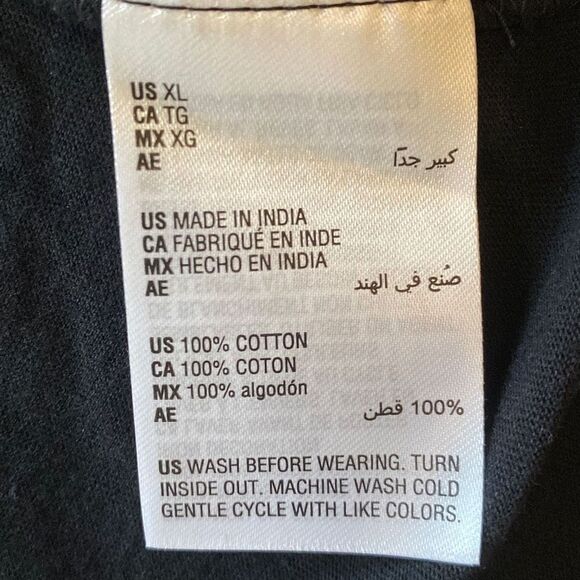 US XL
CA TG
MX XG
AE كبير جدًا
US MADE IN INDIA
CA FABRIQUÉ EN INDE
MX HECHO EN INDIA
AE صُنع في الهند
US 100% COTTON
CA 100% COTON
MX 100% algodón
AE 100% قطن
US WASH BEFORE WEARING. TURN
INSIDE OUT. MACHINE WASH COLD
GENTLE CYCLE WITH LIKE COLORS.